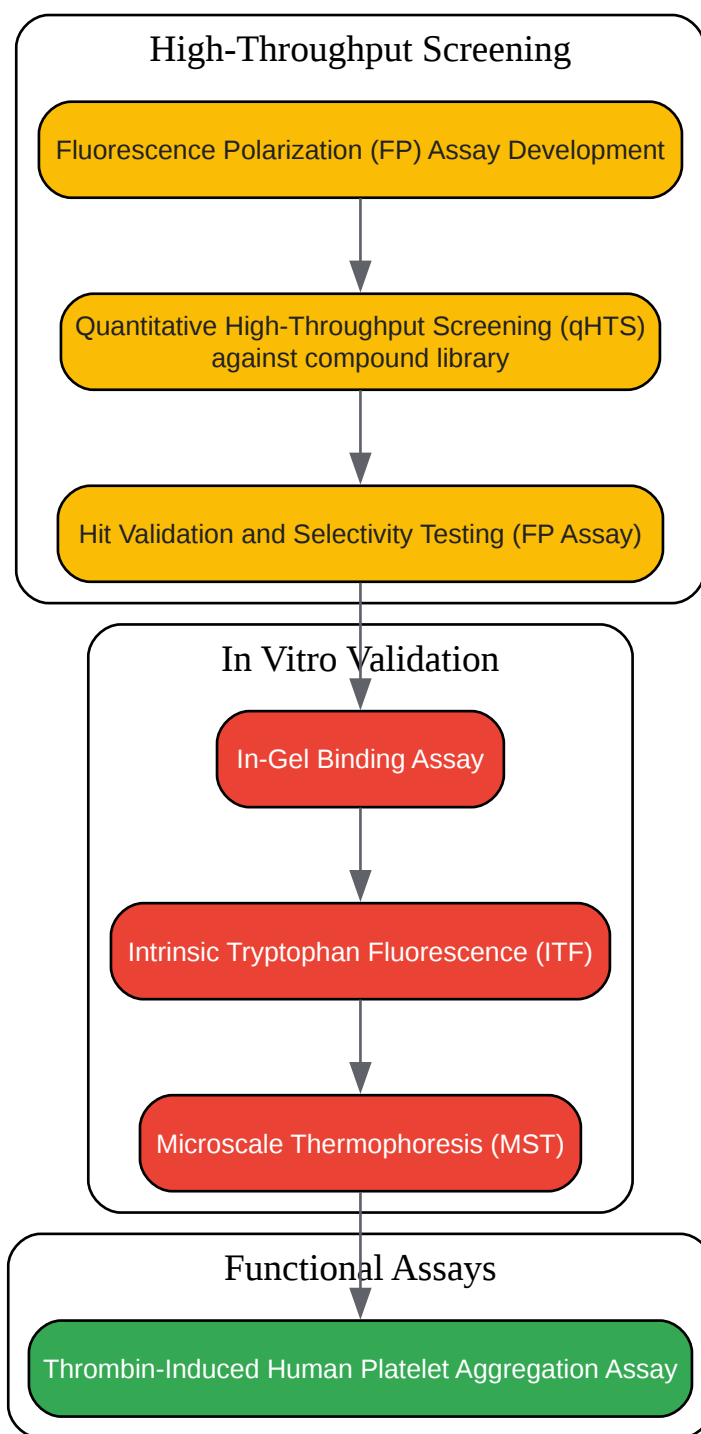 High-Throughput Screening
Fluorescence Polarization (FP) Assay Development
Quantitative High-Throughput Screening (qHTS)
against compound library
Hit Validation and Selectivity Testing (FP Assay)
In Vitro Validation
In-Gel Binding Assay
Intrinsic Tryptophan Fluorescence (ITF)
Microscale Thermophoresis (MST)
Functional Assays
Thrombin-Induced Human Platelet Aggregation Assay